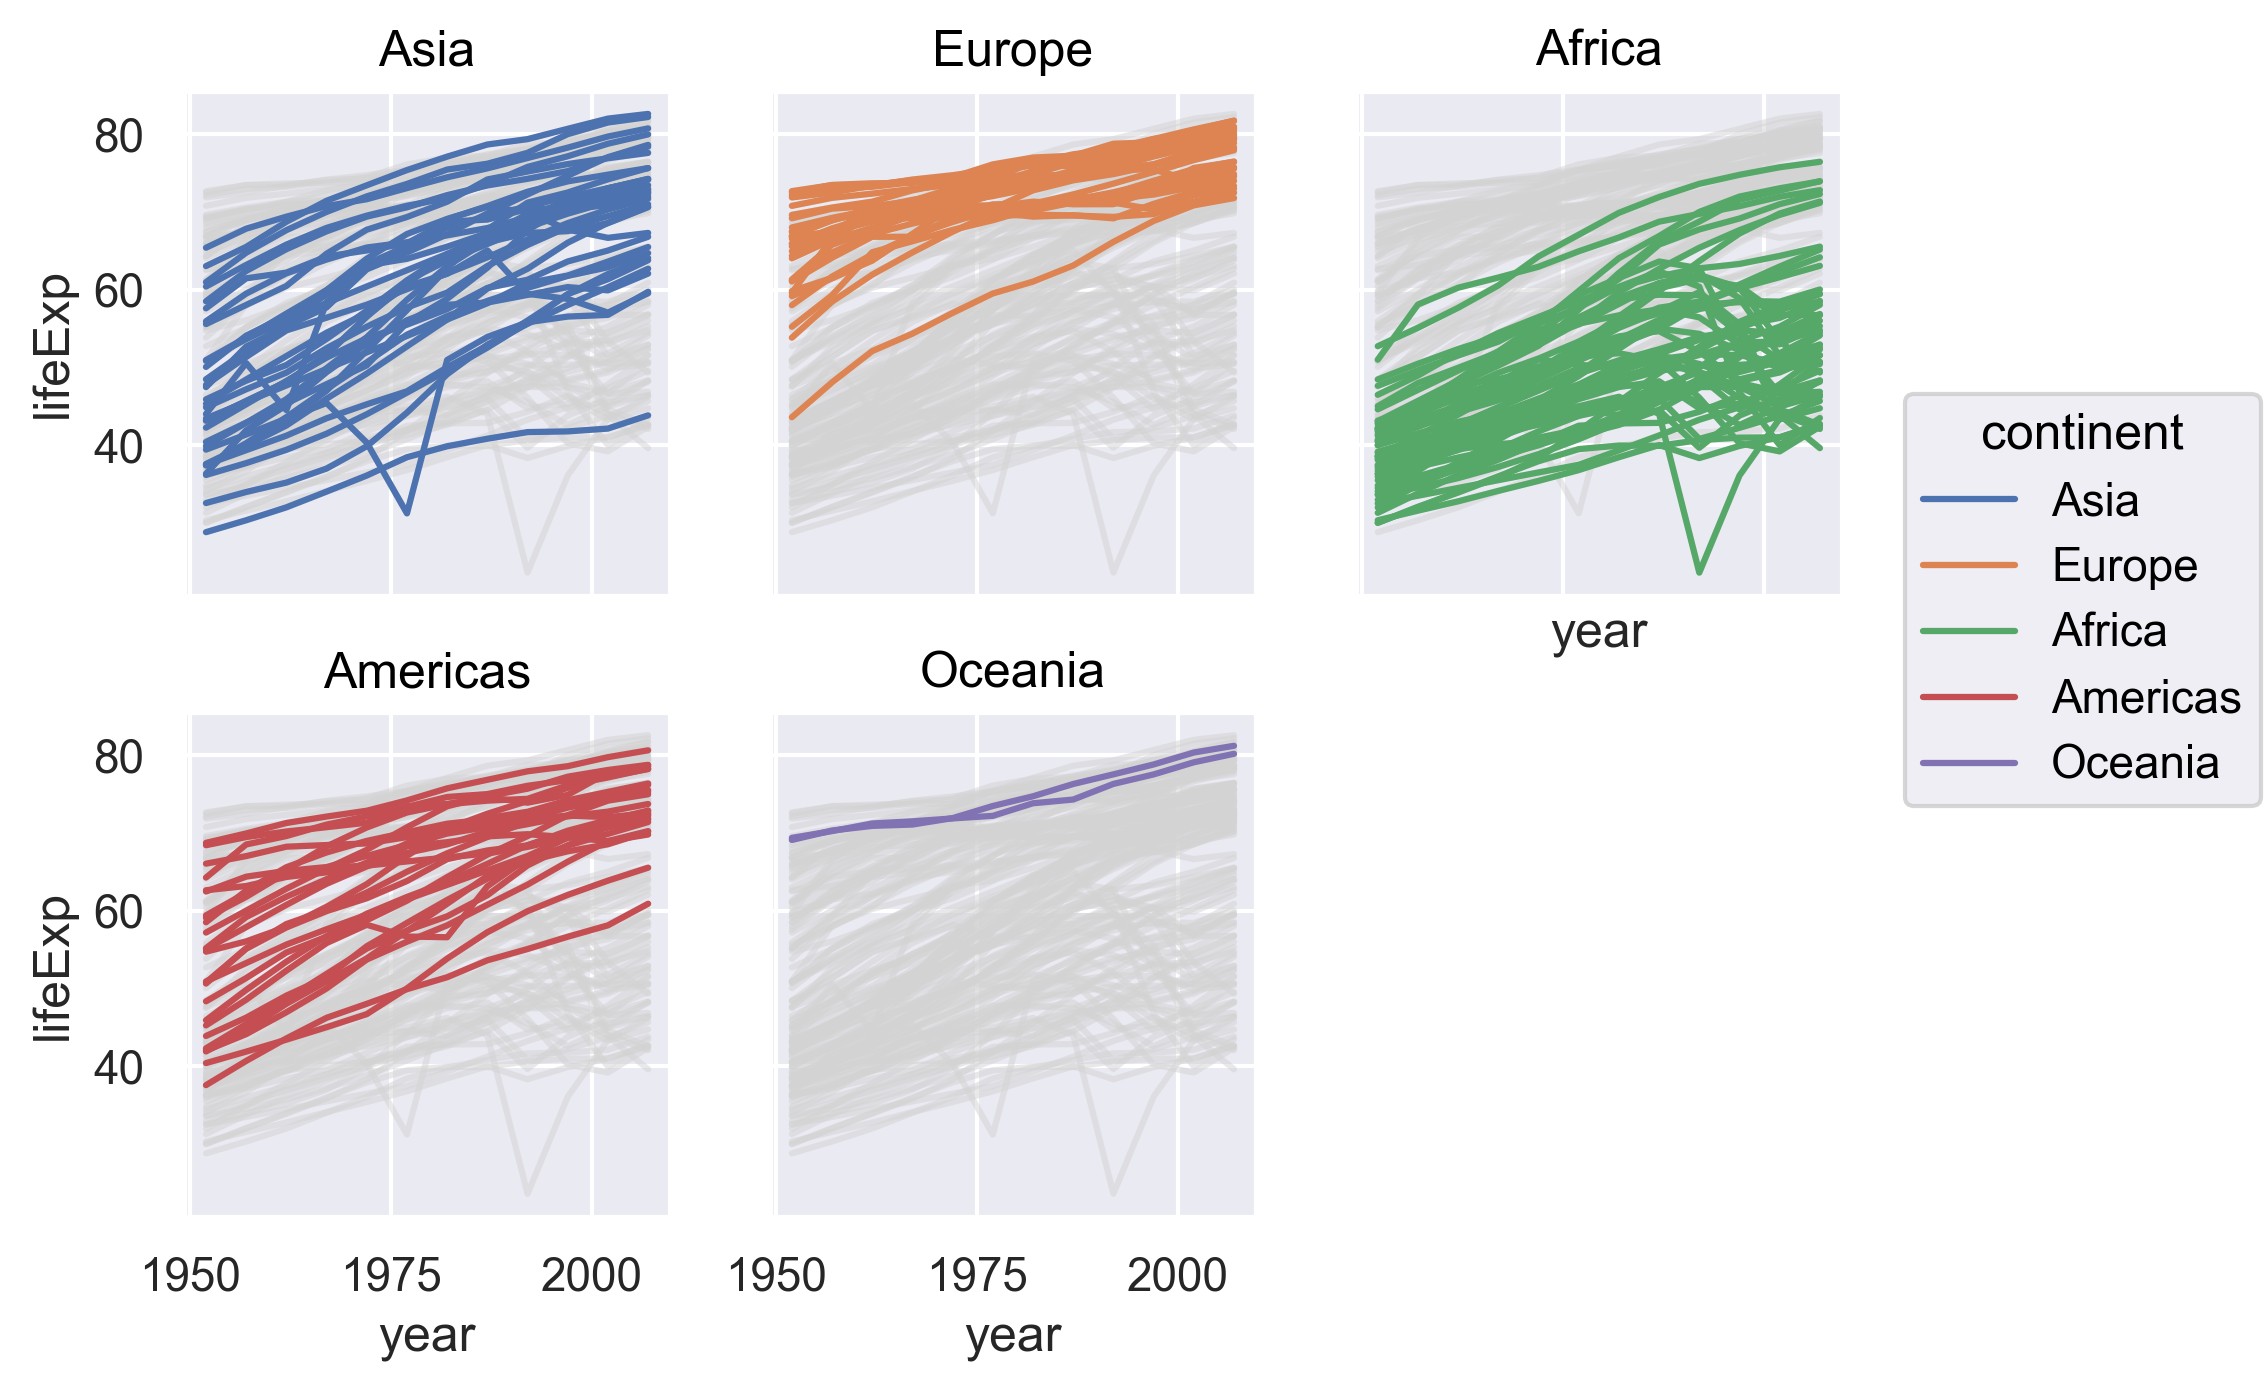 Asia
Europe
Africa
lifeExp
80
60
40
year
Americas
Oceania
lifeExp
80
60
40
1950
1975
2000
year
1950
1975
2000
year
continent
Asia
Europe
Africa
Americas
Oceania